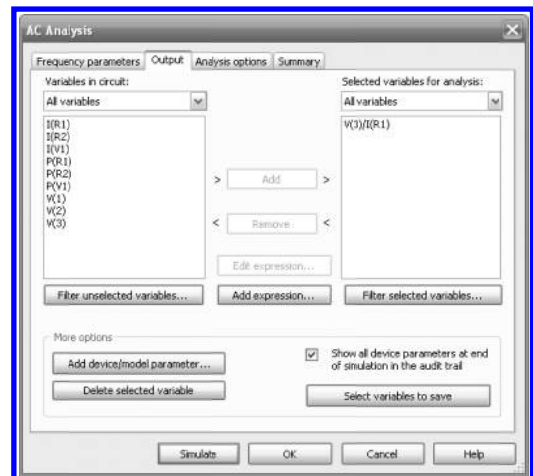 AC Analysis
Frequency parameters Output Analysis options Summary
Variables in circuit:
Selected variables for analysis:
All variables
All variables
I(R1)
I(R2)
I(V1)
P(R1)
P(R2)
P(V1)
V(1)
V(2)
V(3)
V(3)/I(R1)
> Add >
< Remove <
Edit expression...
Filter unselected variables...
Add expression...
Filter selected variables...
More options
Add device/model parameter...
Delete selected variable
Show all device parameters at end
of simulation in the audit trail
Select variables to save
Simulate OK Cancel Help